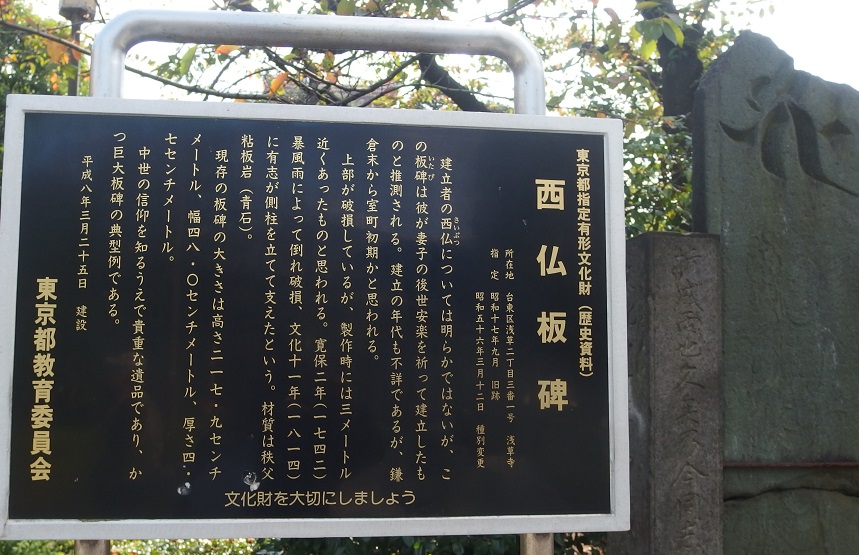 東京都指定有形文化財(歴史資料)
西仏板碑
所在地 台東区浅草二丁目三番一号 浅草寺
指定 昭和十七年九月 旧跡
昭和五十六年三月十二日 種別変更
建立者の西仏については明らかではないが、こ
さいぶつ
の板碑は彼が妻子の後世安楽を祈って建立したも
いたび
のと推測される。建立の年代も不詳であるが、鎌
倉末から室町初期かと思われる。
上部が破損しているが、製作時には三メートル
近くあったものと思われる。寛保二年(一七四二)
暴風雨によって倒れ破損、文化十一年(一八一四)
に有志が側柱を立てて支えたという。材質は秩父
粘板岩(青石)。
現存の板碑の大きさは高さ二一七・九センチ
メートル、幅四八・〇センチメートル、厚さ四・
七センチメートル。
中世の信仰を知るうえで貴重な遺品であり、か
つ巨大板碑の典型例である。
平成八年三月二十五日 建設
東京都教育委員会
文化財を大切にしましょう